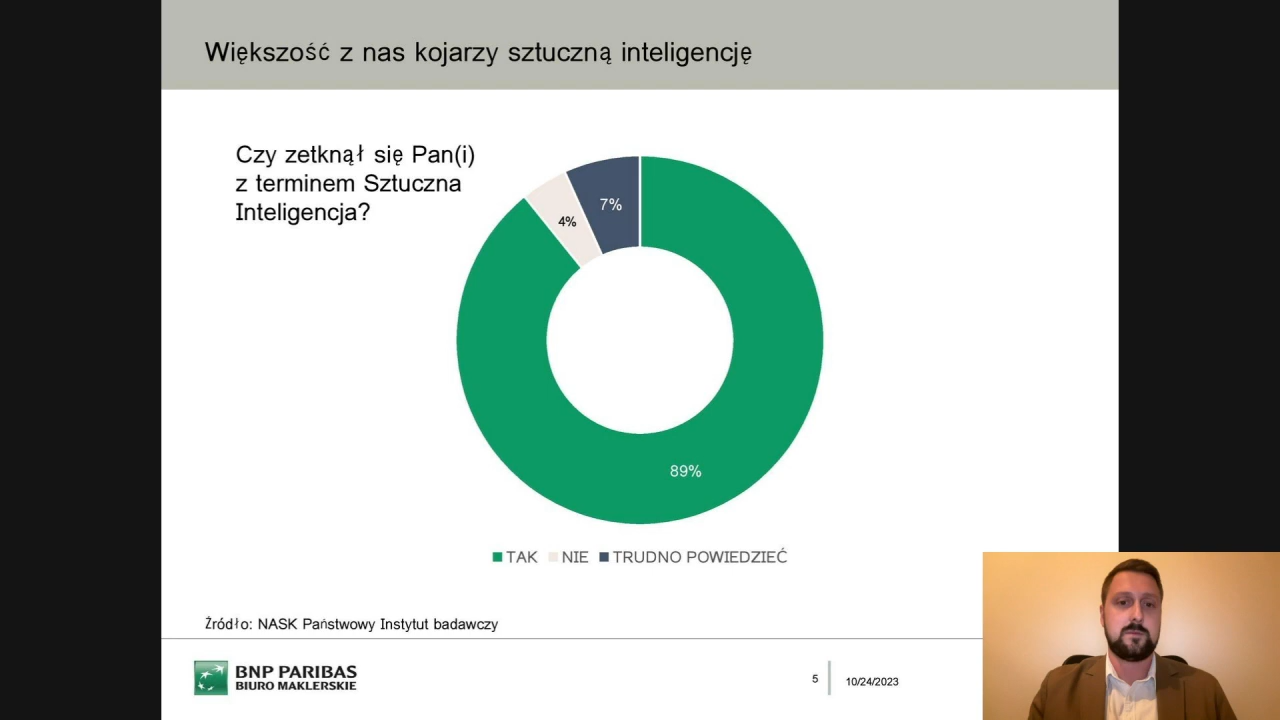 Większość z nas kojarzy sztuczną inteligencję
Czy zetknął się Pan(i)
z terminem Sztuczna
Inteligencja?
4%
7%
89%
TAK NIE TRUDNO POWIEDZIEĆ
Źródło: NASK Państwowy Instytut badawczy
BNP PARIBAS
BIURO MAKLERSKIE
5
10/24/2023